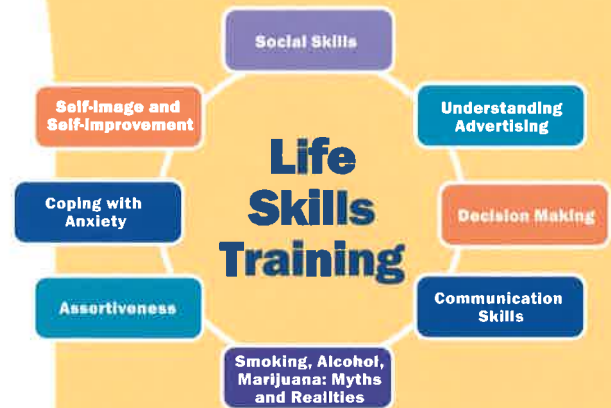 Social Skills
Self-Image and
Self-Improvement
Understanding
Advertising
Life
Skills
Training
Coping with
Anxiety
Decision Making
Assertiveness
Communication
Skills
Smoking, Alcohol,
Marijuana: Myths
and Realities